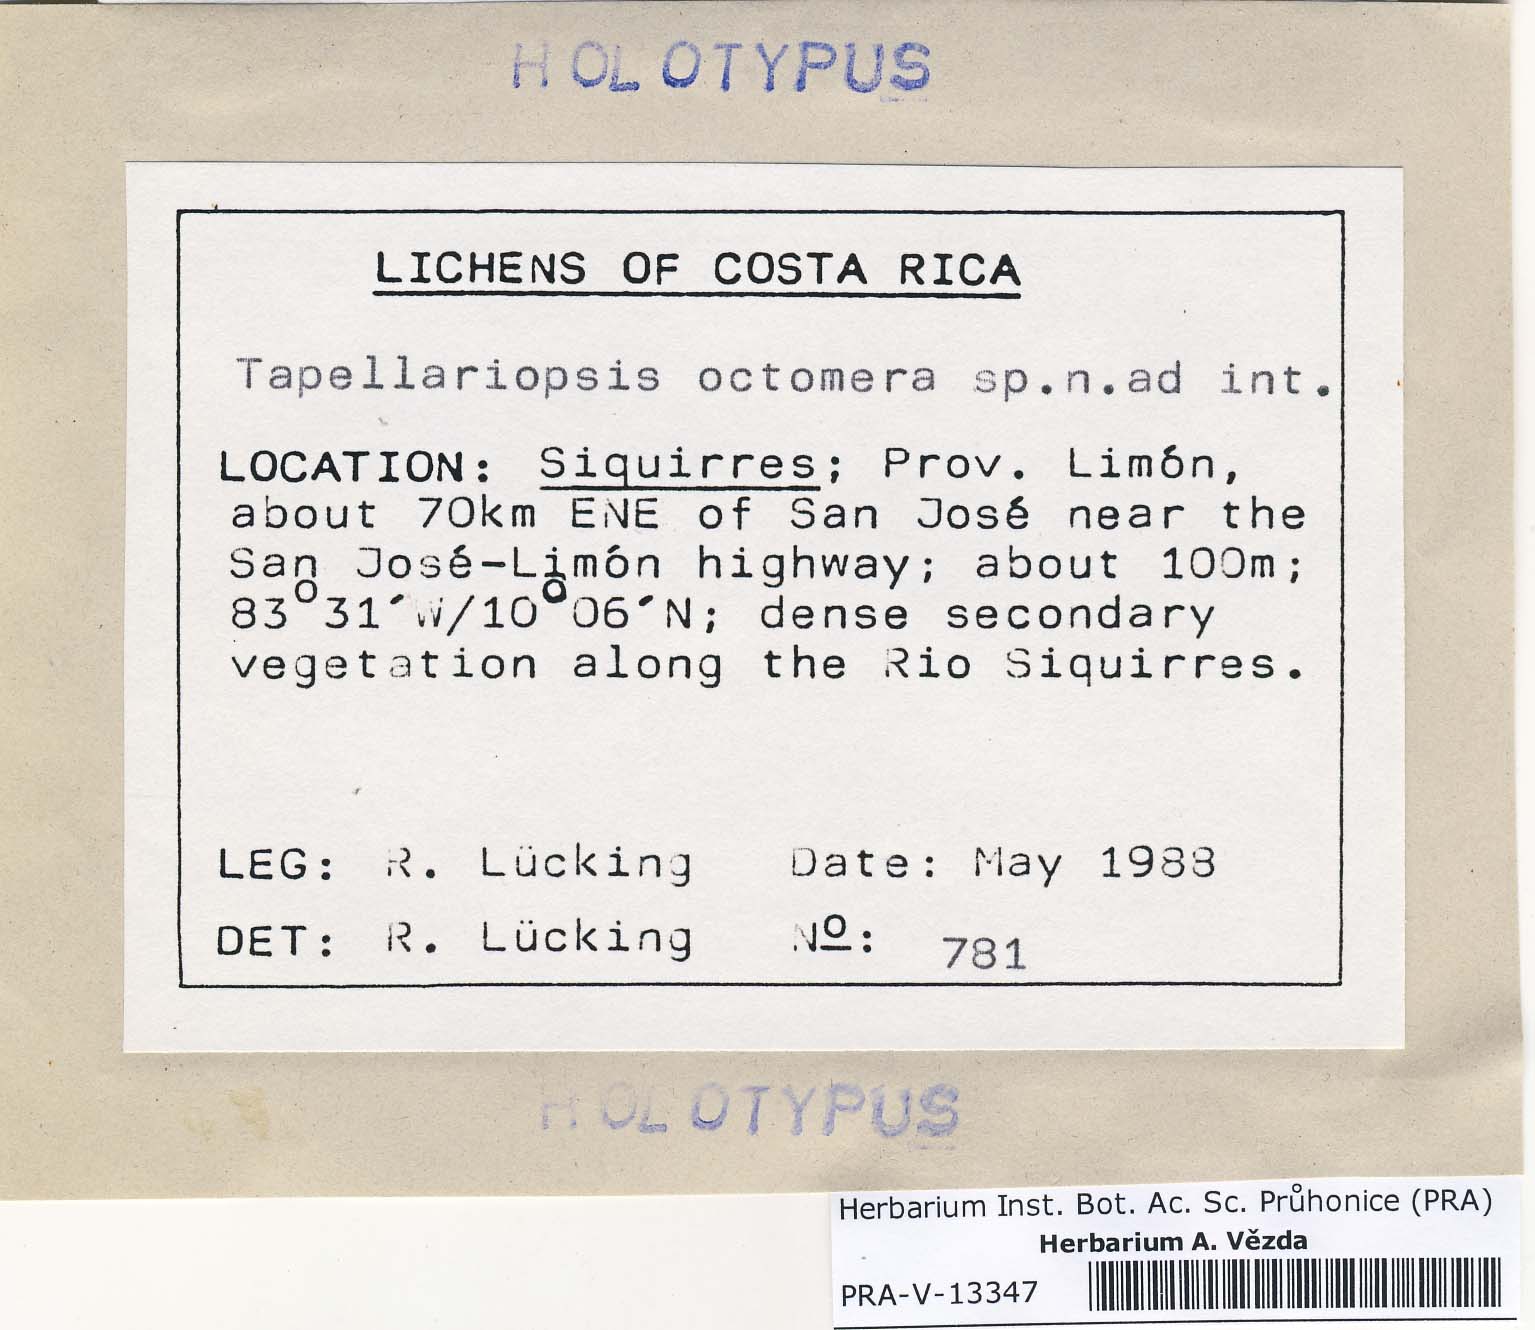 HOLOTYPUS
LICHENS OF COSTA RICA
Tapellariopsis octomera sp.n.ad int.
LOCATION: Siquirres; Prov. Limón,
about 70km ENE of San José near the
San José-Limón highway; about 100m;
83°31´W/10°06´N; dense secondary
vegetation along the Rio Siquirres.
LEG: R. Lücking Date: May 1988
DET: R. Lücking Nº: 781
HOLOTYPUS
Herbarium Inst. Bot. Ac. Sc. Průhonice (PRA)
Herbarium A. Vězda
PRA-V-13347